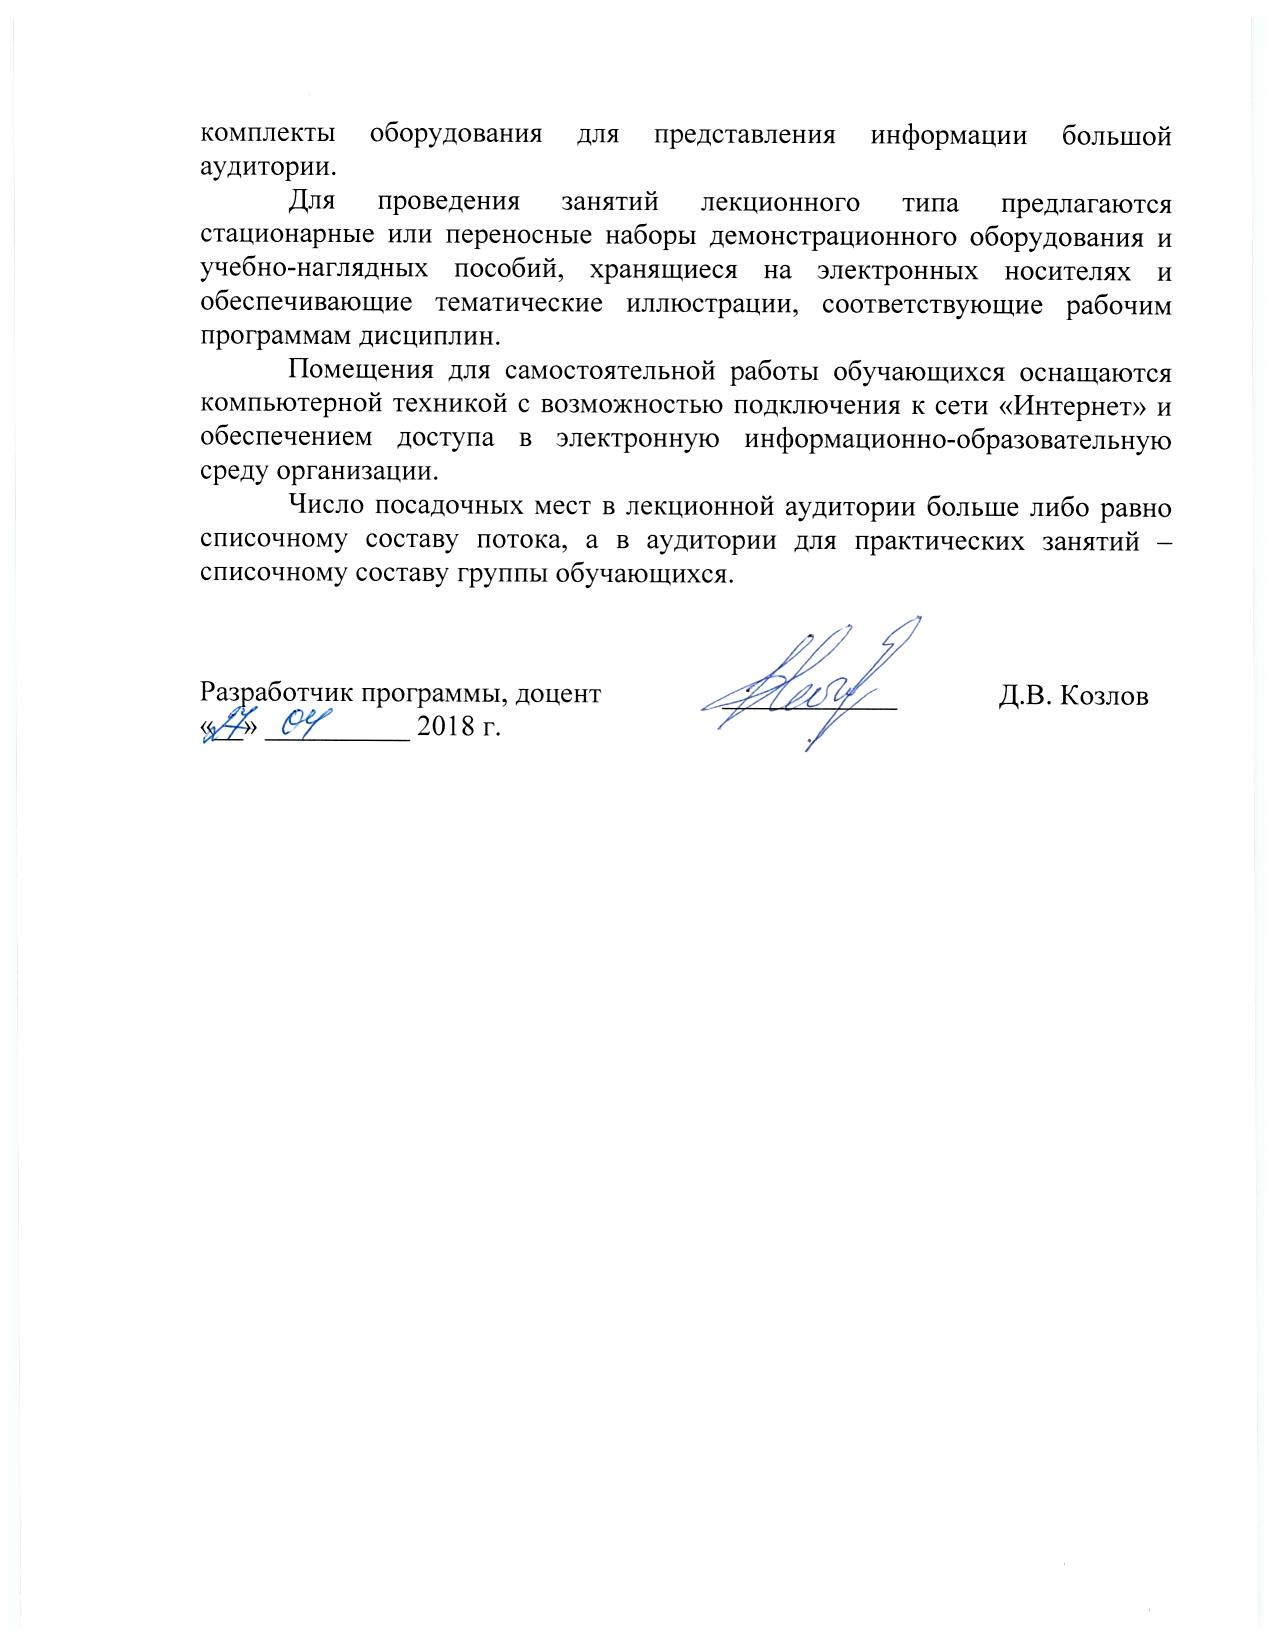 комплекты оборудования для представления информации большой
аудитории.
Для проведения занятий лекционного типа предлагаются
стационарные или переносные наборы демонстрационного оборудования и
учебно-наглядных пособий, хранящиеся на электронных носителях и
обеспечивающие тематические иллюстрации, соответствующие рабочим
программам дисциплин.
Помещения для самостоятельной работы обучающихся оснащаются
компьютерной техникой с возможностью подключения к сети «Интернет» и
обеспечением доступа в электронную информационно-образовательную
среду организации.
Число посадочных мест в лекционной аудитории больше либо равно
списочному составу потока, а в аудитории для практических занятий –
списочному составу группы обучающихся.
Разработчик программы, доцент Д.В. Козлов
«27» 04 2018 г.